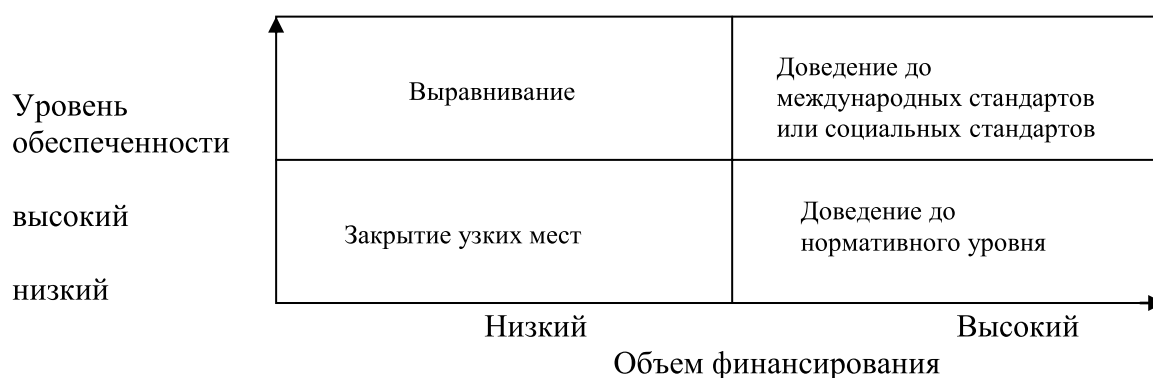 Уровень
обеспеченности
высокий
низкий
Выравнивание
Доведение до
международных стандартов
или социальных стандартов
Закрытие узких мест
Доведение до
нормативного уровня
Низкий
Высокий
Объем финансирования